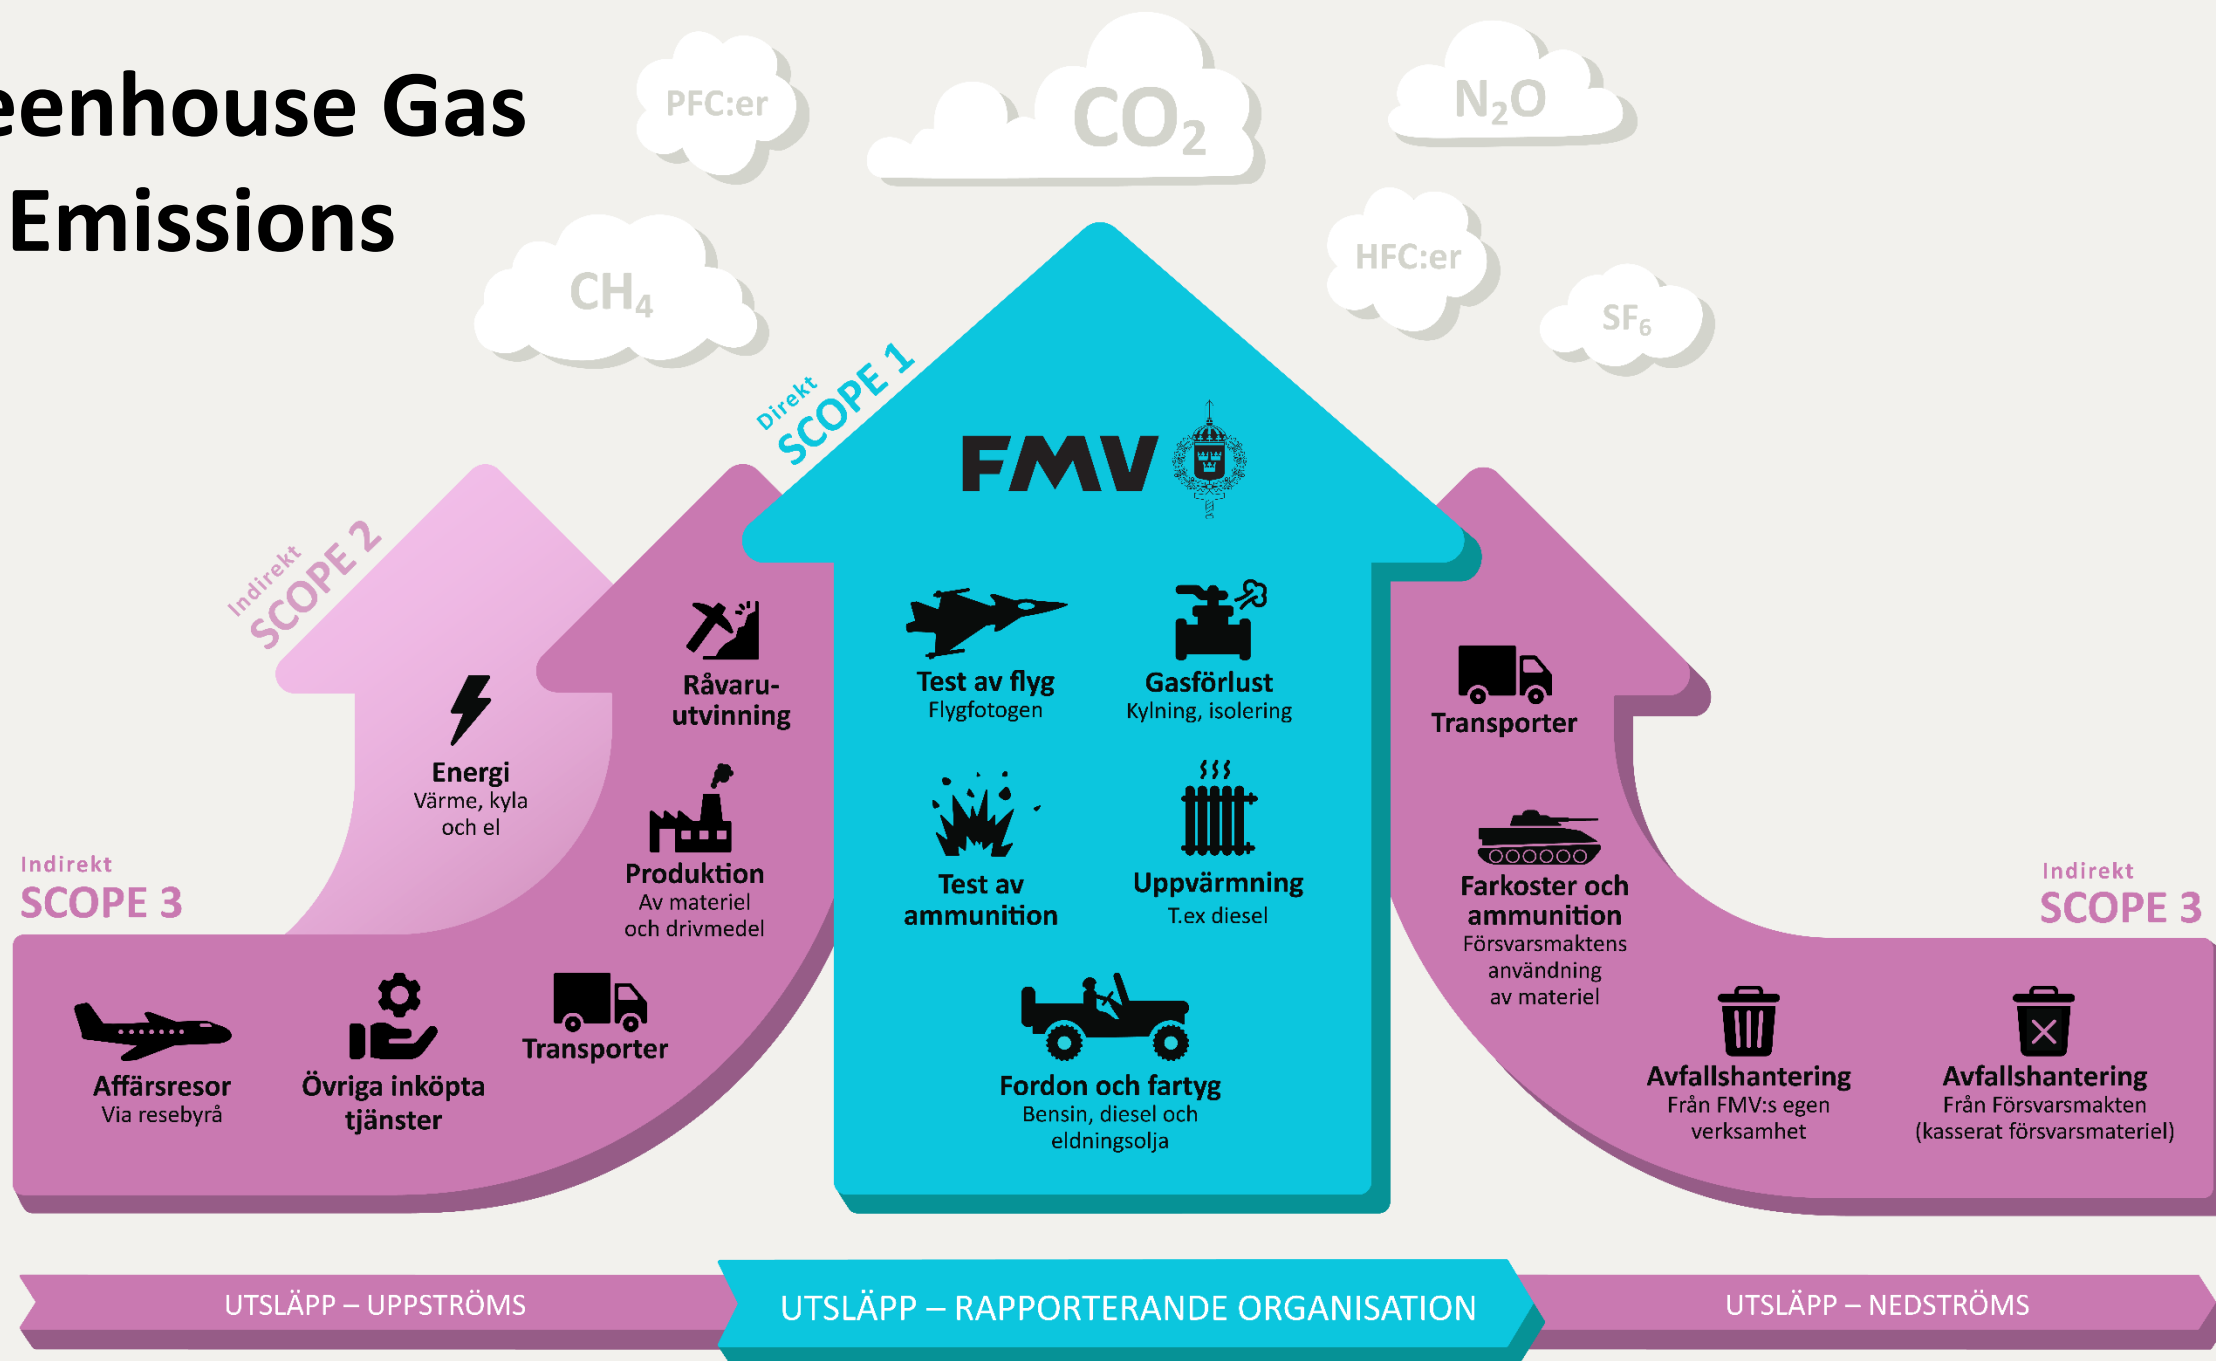 eenhouse Gas
Emissions
PFC:er
CO₂
N₂O
CH₄
HFC:er
SF₆
Direkt
SCOPE 1
FMV
Indirekt
SCOPE 2
Energi
Värme, kyla
och el
Råvaru-
utvinning
Produktion
Av materiel
och drivmedel
Indirekt
SCOPE 3
Affärsresor
Via resebyrå
Övriga inköpta
tjänster
Transporter
Test av flyg
Flygfotogen
Gasförlust
Kylning, isolering
Test av
ammunition
Uppvärmning
T.ex diesel
Fordon och fartyg
Bensin, diesel och
eldningsolja
Transporter
Farkoster och
ammunition
Försvarsmaktens
användning
av materiel
Indirekt
SCOPE 3
Avfallshantering
Från FMV:s egen
verksamhet
Avfallshantering
Från Försvarsmakten
(kasserat försvarsmateriel)
UTSLÄPP – UPPSTRÖMS
UTSLÄPP – RAPPORTERANDE ORGANISATION
UTSLÄPP – NEDSTRÖMS